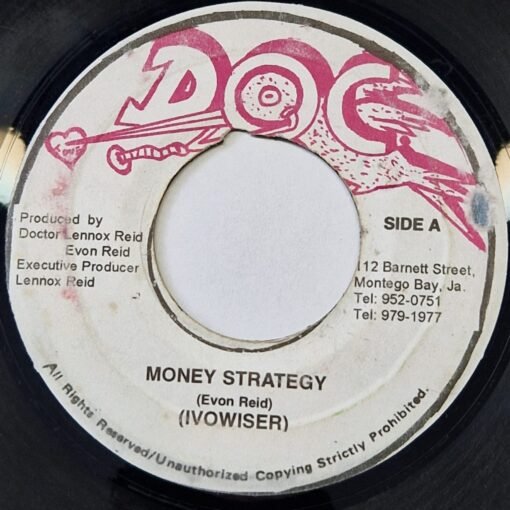 DOC.
Produced by
Doctor Lennox Reid
Evon Reid
Executive Producer
Lennox Reid
SIDE A
112 Barnett Street,
Montego Bay, Ja.
Tel: 952-0751
Tel: 979-1977
MONEY STRATEGY
(Evon Reid)
(IVOWISER)
All Rights Reserved/Unauthorized Copying Strictly Prohibited.